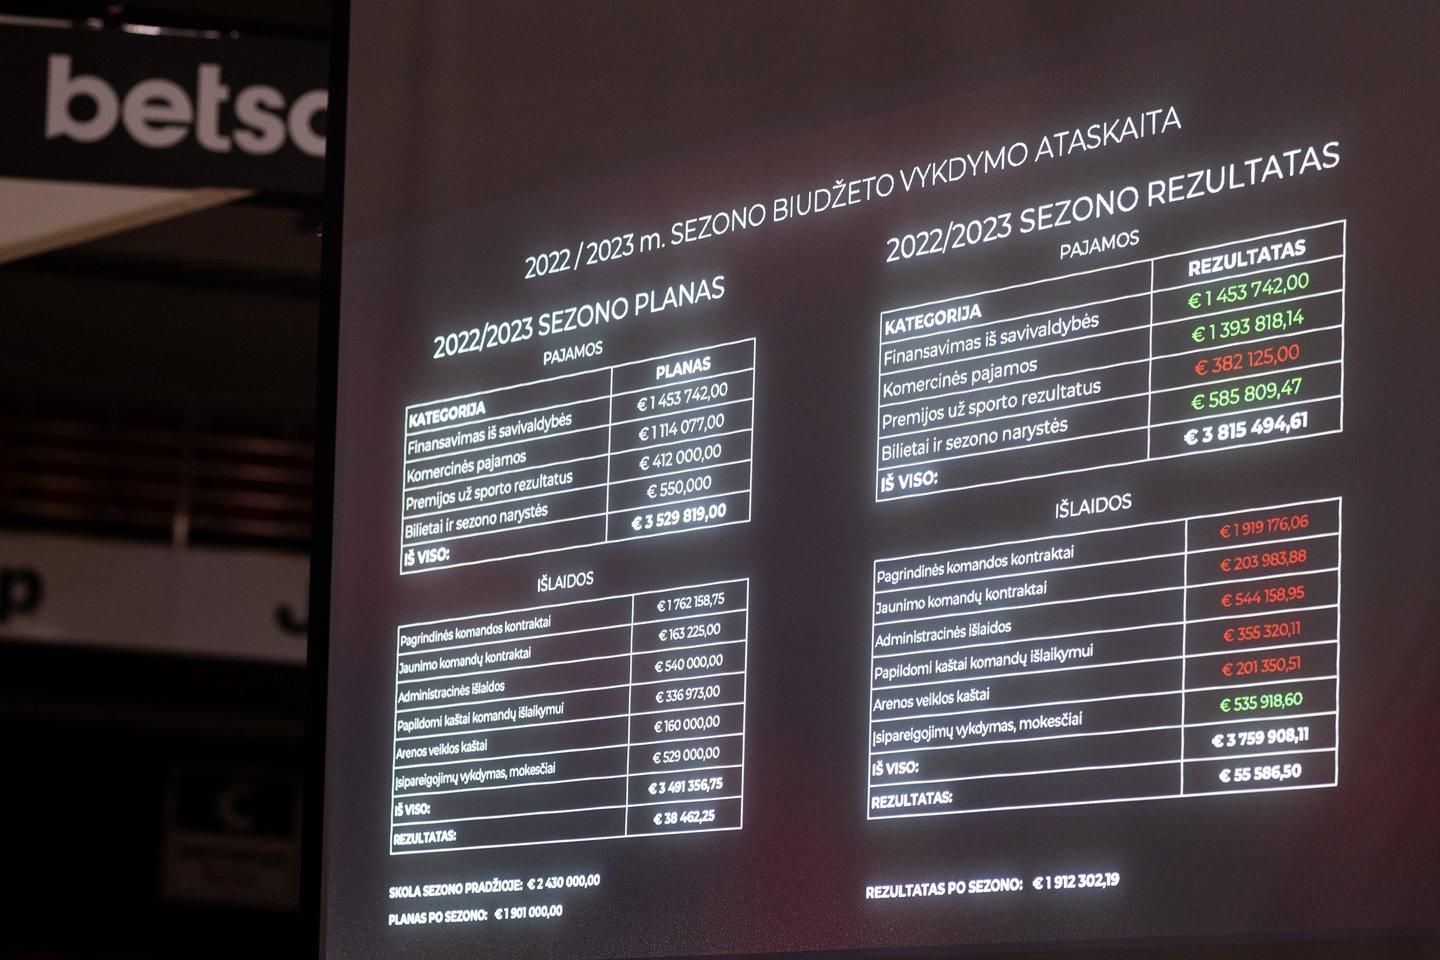 betsa
2022 / 2023 m. SEZONO BIUDŽETO VYKDYMO ATASKAITA
2022/2023 SEZONO PLANAS
PAJAMOS
KATEGORIJA PLANAS
Finansavimas iš savivaldybės € 1 453 742,00
Komercinės pajamos € 1 114 077,00
Premijos už sporto rezultatus € 412 000,00
Bilietai ir sezono narystės € 550,000
IŠ VISO: € 3 529 819,00
IŠLAIDOS
Pagrindinės komandos kontraktai € 1 762 158,75
Jaunimo komandų kontraktai € 163 225,00
Administracinės išlaidos € 540 000,00
Papildomi kaštai komandų išlaikymui € 336 973,00
Arenos veiklos kaštai € 160 000,00
Įsipareigojimų vykdymas, mokesčiai € 529 000,00
IŠ VISO: € 3 491 356,75
REZULTATAS: € 38 462,25
SKOLA SEZONO PRADŽIOJE: € 2 430 000,00
PLANAS PO SEZONO: € 1 901 000,00
2022/2023 SEZONO REZULTATAS
PAJAMOS
KATEGORIJA REZULTATAS
Finansavimas iš savivaldybės € 1 453 742,00
Komercinės pajamos € 1 393 818,14
Premijos už sporto rezultatus € 382 125,00
Bilietai ir sezono narystės € 585 809,47
IŠ VISO: € 3 815 494,61
IŠLAIDOS
Pagrindinės komandos kontraktai € 1 919 176,06
Jaunimo komandų kontraktai € 203 983,88
Administracinės išlaidos € 544 158,95
Papildomi kaštai komandų išlaikymui € 355 320,11
Arenos veiklos kaštai € 201 350,51
Įsipareigojimų vykdymas, mokesčiai € 535 918,60
IŠ VISO: € 3 759 908,11
REZULTATAS: € 55 586,50
REZULTATAS PO SEZONO: € 1 912 302,19